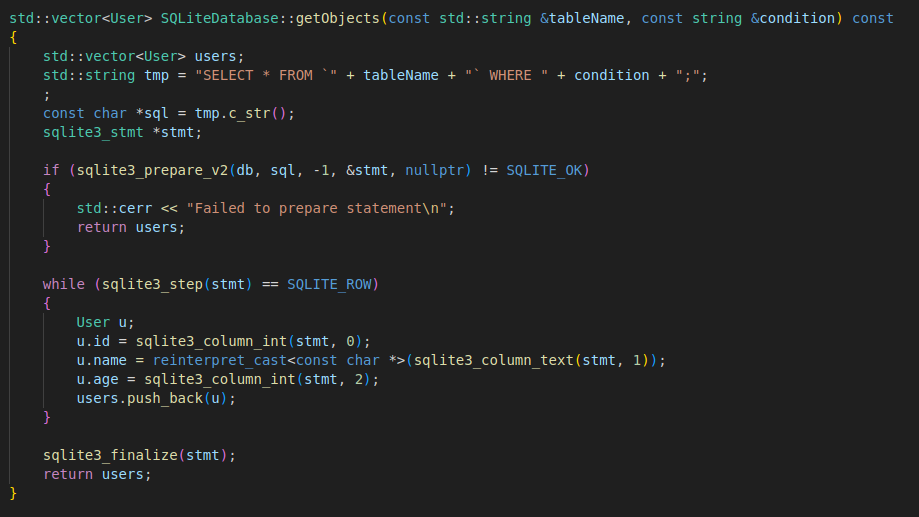 std::vector<User> SQLiteDatabase::getObjects(const std::string &tableName, const string &condition) const
{
    std::vector<User> users;
    std::string tmp = "SELECT * FROM `" + tableName + "` WHERE " + condition + ";";
    ;
    const char *sql = tmp.c_str();
    sqlite3_stmt *stmt;

    if (sqlite3_prepare_v2(db, sql, -1, &stmt, nullptr) != SQLITE_OK)
    {
        std::cerr << "Failed to prepare statement\n";
        return users;
    }

    while (sqlite3_step(stmt) == SQLITE_ROW)
    {
        User u;
        u.id = sqlite3_column_int(stmt, 0);
        u.name = reinterpret_cast<const char *>(sqlite3_column_text(stmt, 1));
        u.age = sqlite3_column_int(stmt, 2);
        users.push_back(u);
    }

    sqlite3_finalize(stmt);
    return users;
}